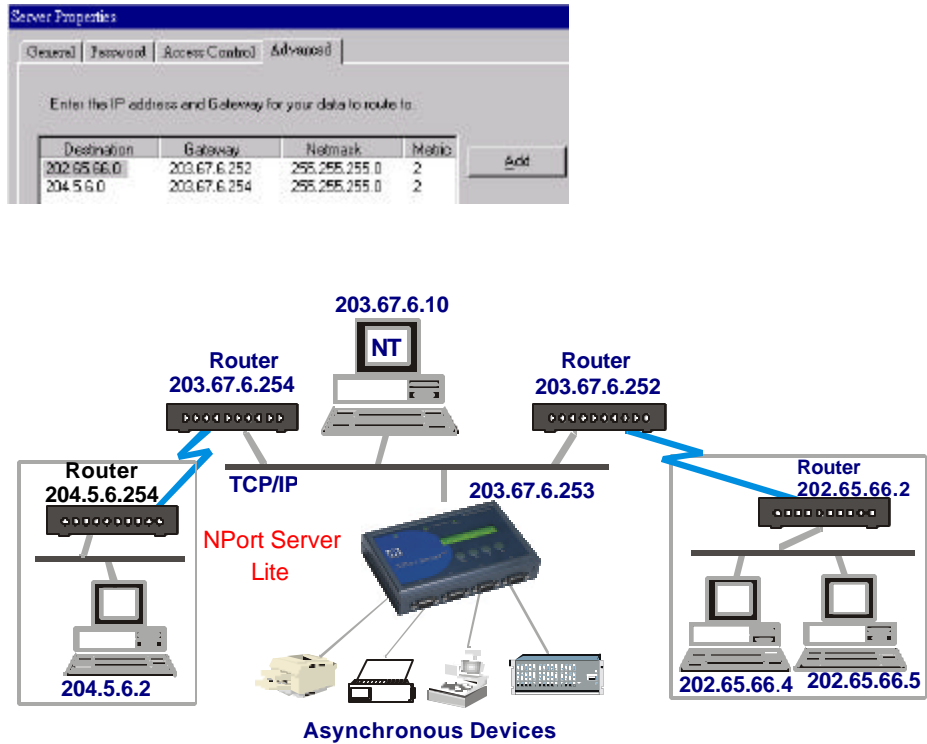 Server Properties
General Password Access Control Advanced
Enter the IP address and Gateway for your data to route to.
Destination Gateway Netmask Metric
202.65.66.0 203.67.6.252 255.255.255.0 2
Add
204.5.6.0 203.67.6.254 255.255.255.0 2
203.67.6.10
NT
Router
203.67.6.254
Router
203.67.6.252
Router
204.5.6.254
TCP/IP
203.67.6.253
Router
202.65.66.2
NPort Server
Lite
204.5.6.2
202.65.66.4
202.65.66.5
Asynchronous Devices